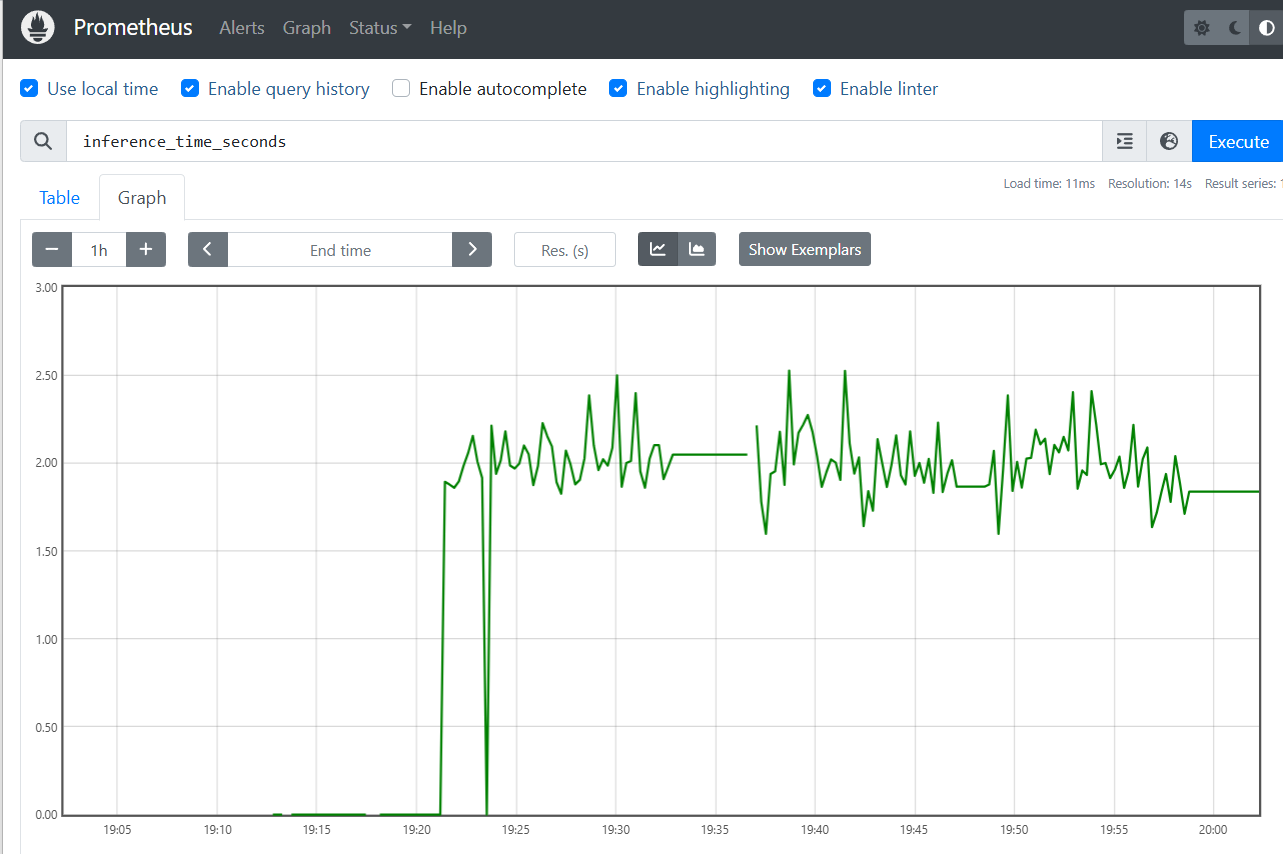 Prometheus Alerts Graph Status Help
Use local time Enable query history Enable autocomplete Enable highlighting Enable linter
inference_time_seconds Execute
Load time: 11ms Resolution: 14s Result series: 1
Table Graph
− 1h + End time Res. (s) Show Exemplars
3.00
2.50
2.00
1.50
1.00
0.50
0.00
19:05 19:10 19:15 19:20 19:25 19:30 19:35 19:40 19:45 19:50 19:55 20:00